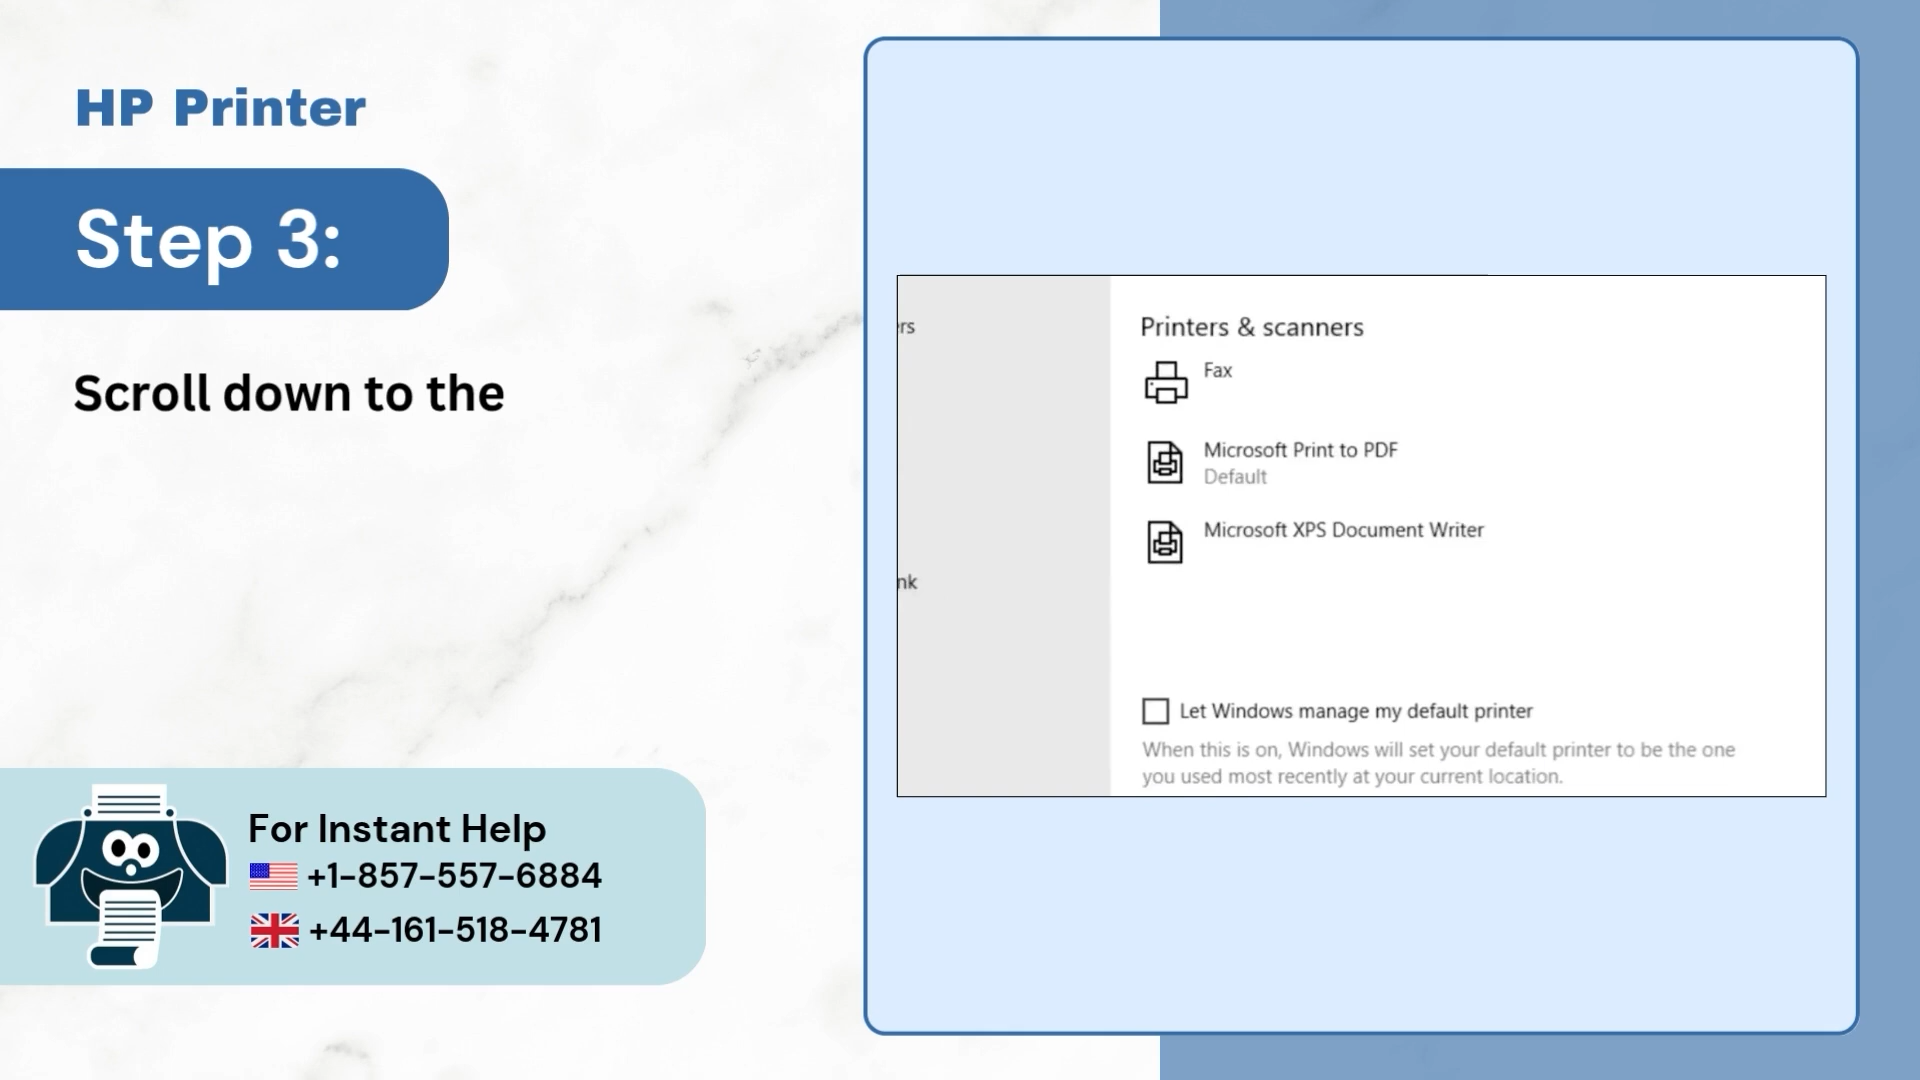 HP Printer
Step 3:
Scroll down to the
For Instant Help
+1-857-557-6884
+44-161-518-4781
ers
nk
Printers & scanners
Fax
Microsoft Print to PDF
Default
Microsoft XPS Document Writer
Let Windows manage my default printer
When this is on, Windows will set your default printer to be the one
you used most recently at your current location.